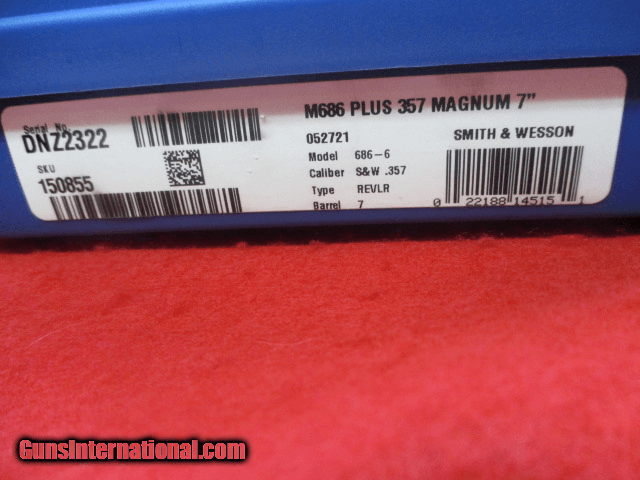 M686 PLUS 357 MAGNUM 7"
Serial No.
DNZ2322
052721
SMITH & WESSON
SKU
150855
Model 686-6
Caliber S&W .357
Type REVLR
Barrel 7
0 22188 14515 1
GunsInternational.com